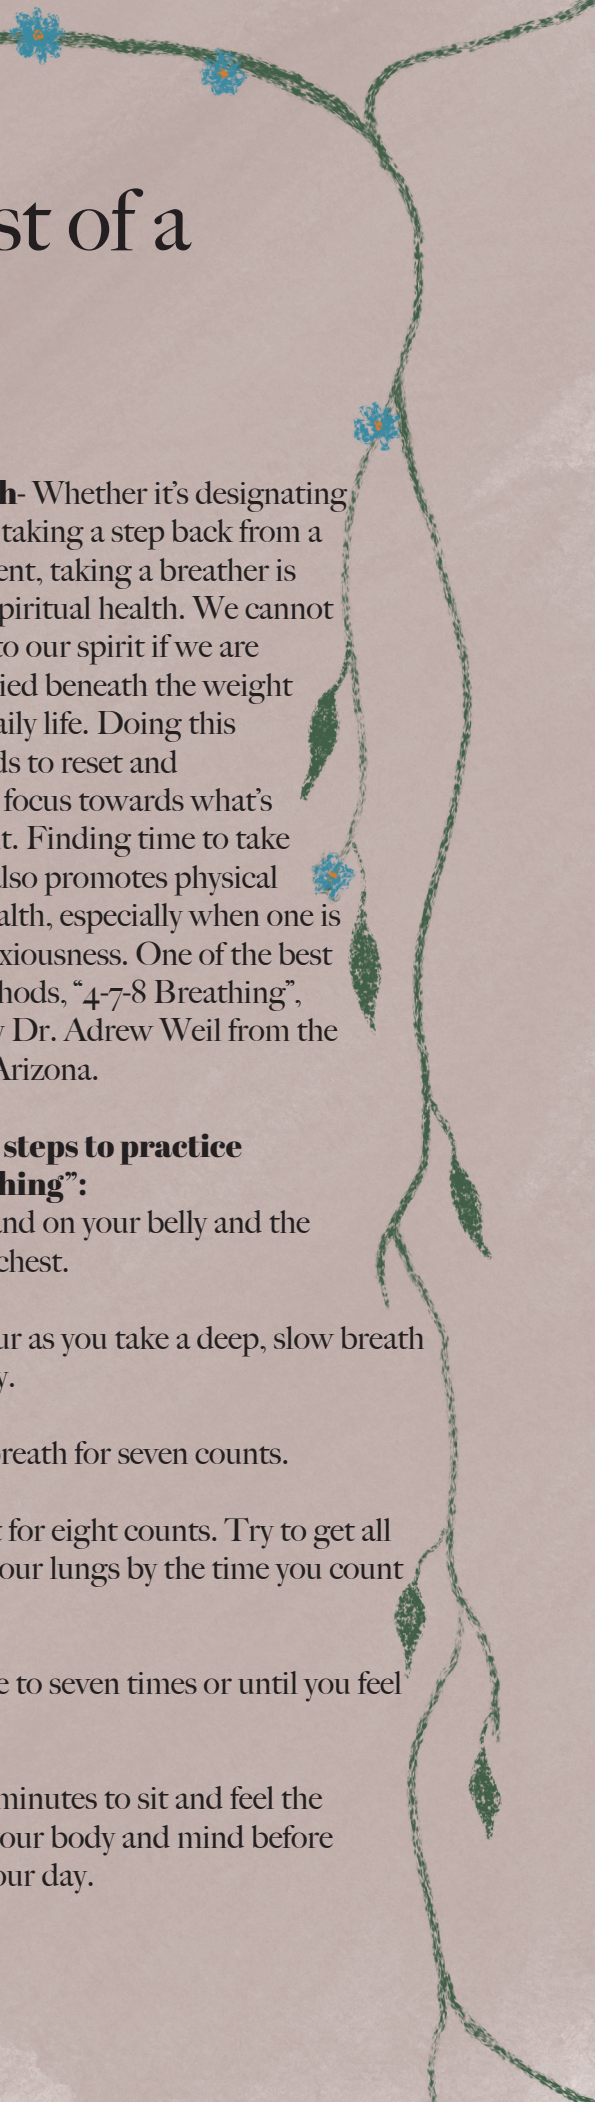 st of a
h- Whether it's designating
taking a step back from a
ent, taking a breather is
piritual health. We cannot
to our spirit if we are
ied beneath the weight
aily life. Doing this
ds to reset and
focus towards what's
t. Finding time to take
lso promotes physical
alth, especially when one is
xiousness. One of the best
hods, “4-7-8 Breathing”,
y Dr. Adrew Weil from the
Arizona.
steps to practice
hing”:
and on your belly and the
chest.
ur as you take a deep, slow breath
y.
breath for seven counts.
t for eight counts. Try to get all
our lungs by the time you count
e to seven times or until you feel
minutes to sit and feel the
our body and mind before
our day.